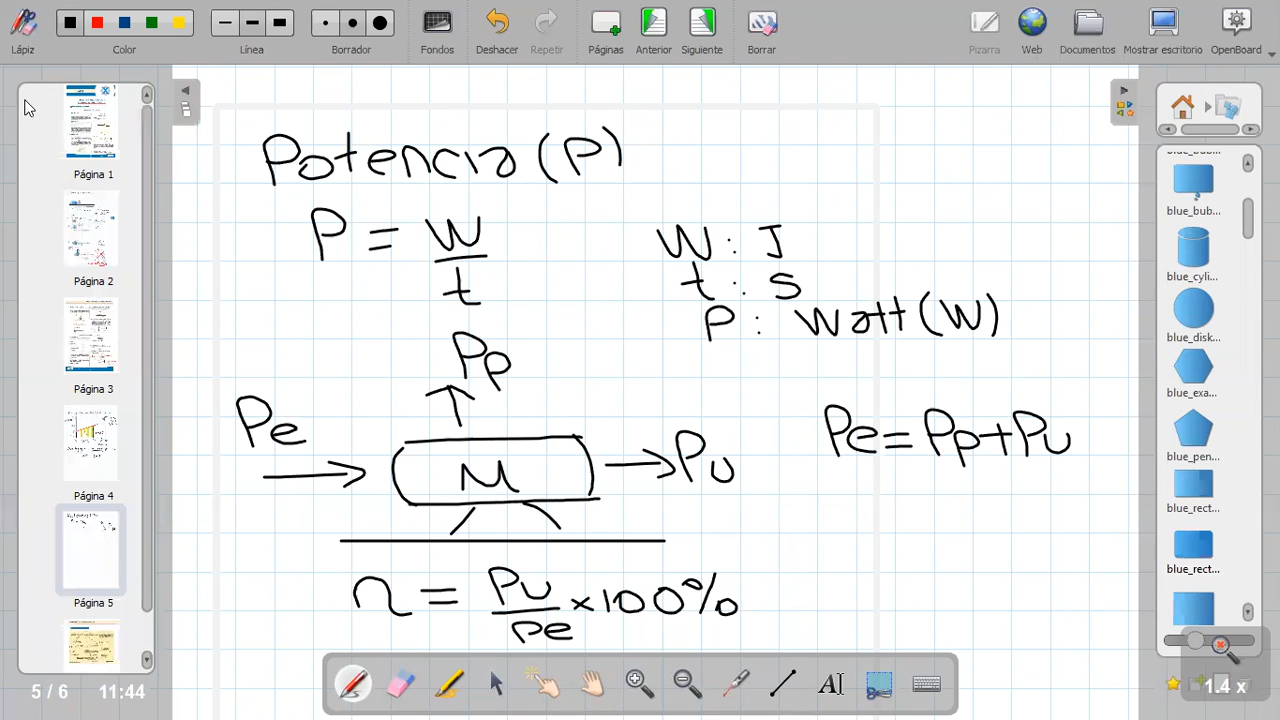 Lápiz
Color
Línea
Borrador
Fondos
Deshacer
Repetir
Páginas
Anterior
Siguiente
Borrar
Pizarra
Web
Documentos
Mostrar escritorio
OpenBoard
Página 1
Página 2
Página 3
Página 4
Página 5
5 / 6
11:44
Potencia (P)
P = W
t
W : J
t : s
P : Watt (W)
Pp
Pe
M
Pu
Pe = Pp + Pu
η = Pu × 100%
Pe
blue_bub...
blue_bub...
blue_cyli...
blue_disk...
blue_exa...
blue_pen...
blue_rect...
blue_rect...
1.4 x
AI